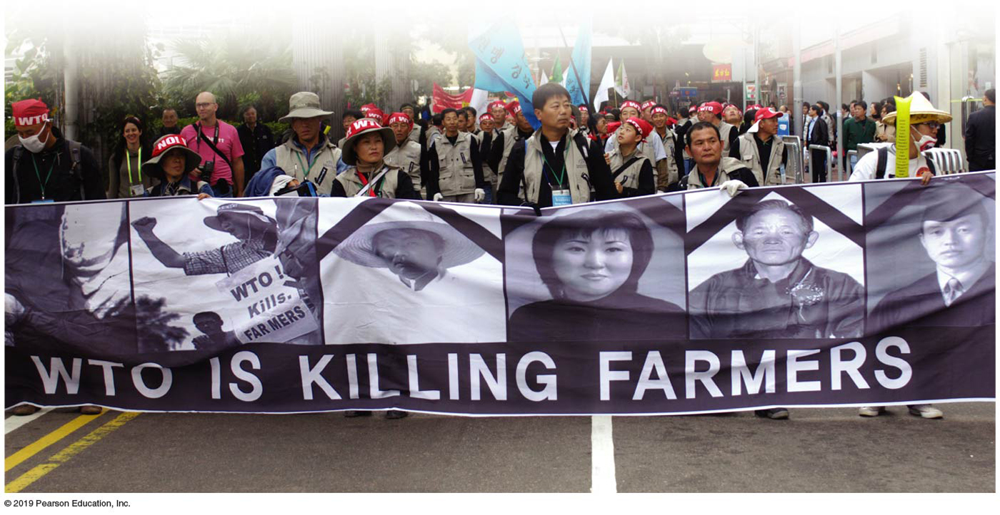 WTO
NO!
WTO
WTO !
Kills.
FARMERS
WTO IS KILLING FARMERS
© 2019 Pearson Education, Inc.